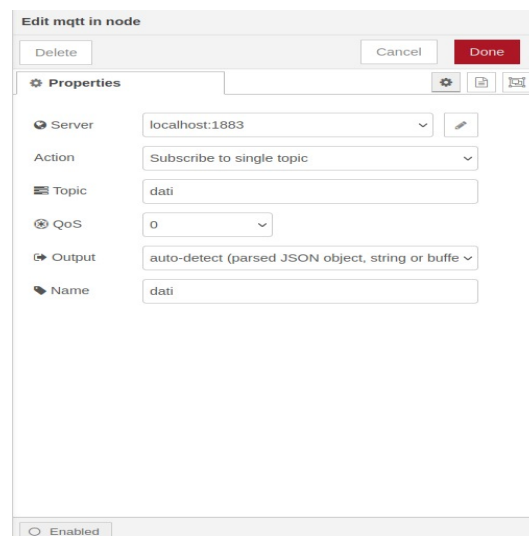 Edit mqtt in node
Delete Cancel Done
Properties
Server localhost:1883
Action Subscribe to single topic
Topic dati
QoS 0
Output auto-detect (parsed JSON object, string or buffe
Name dati
Enabled